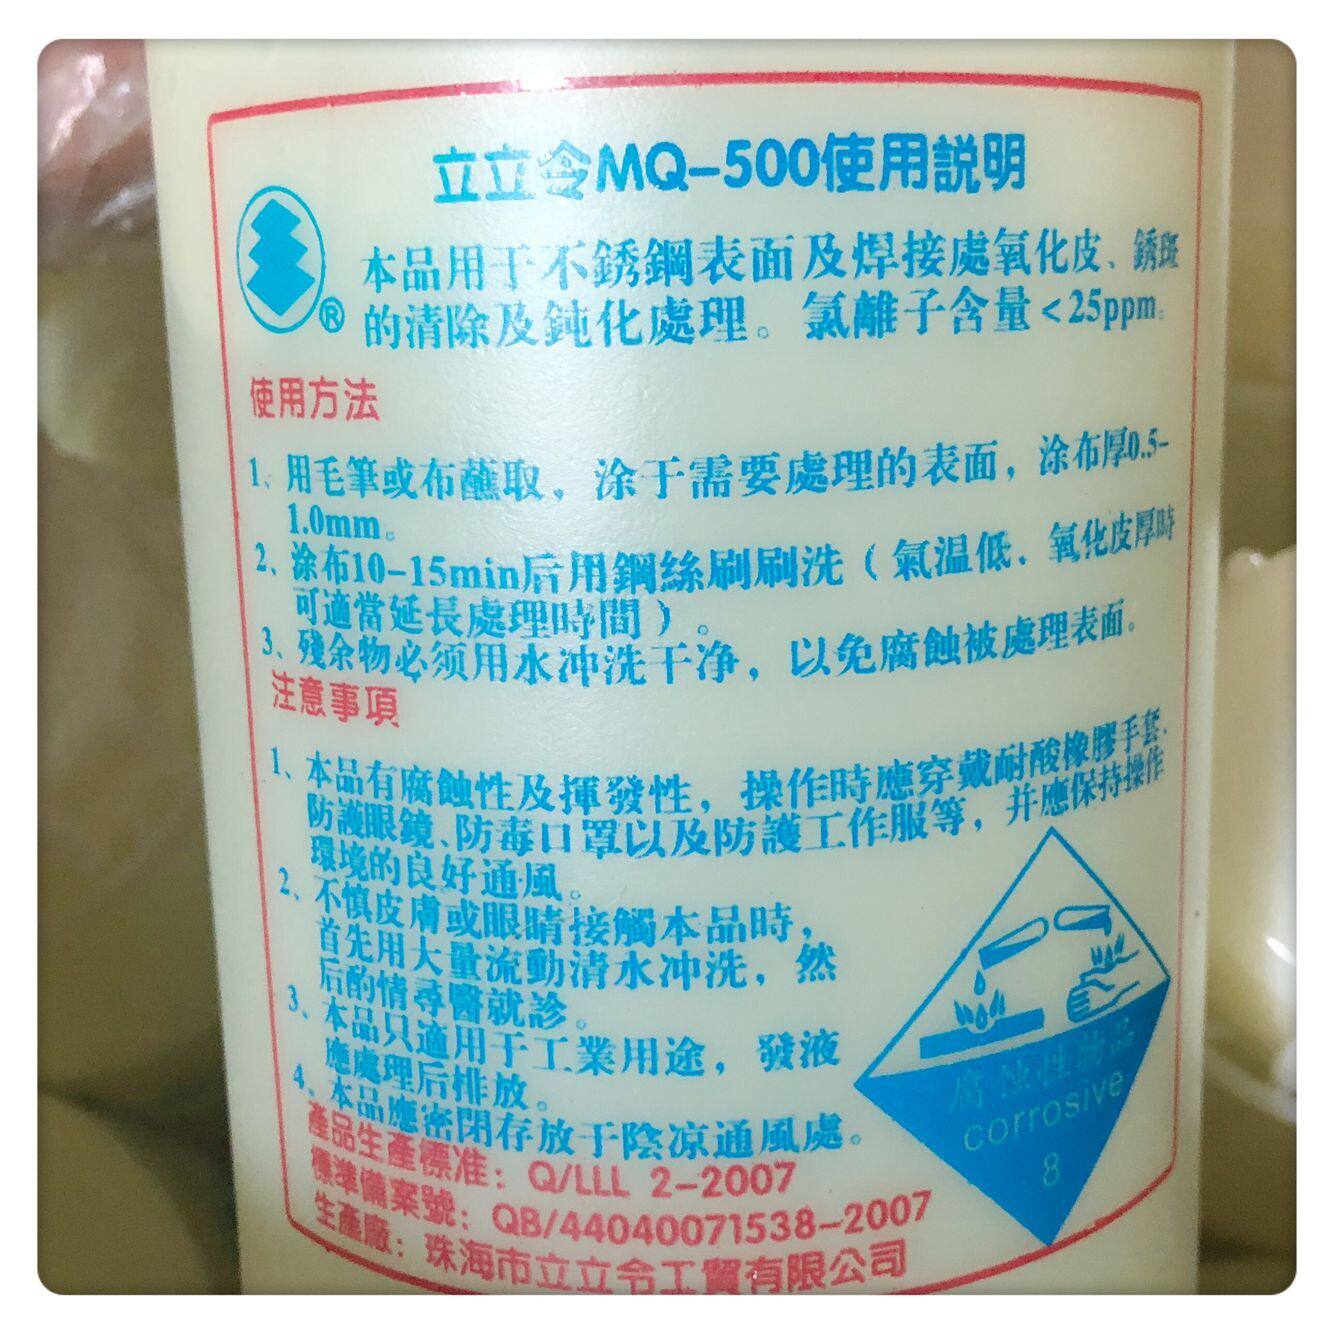 立立令MQ-500使用説明
®
本品用于不銹鋼表面及焊接處氧化皮、銹斑
的清除及鈍化處理。氯離子含量<25ppm。
使用方法
1、用毛筆或布蘸取，涂于需要處理的表面，涂布厚0.5-
1.0mm。
2、涂布10-15min后用鋼絲刷刷洗（氣温低、氧化皮厚時
可適當延長處理時間）。
3、殘余物必须用水冲洗干净，以免腐蝕被處理表面。
注意事項
1、本品有腐蝕性及揮發性，操作時應穿戴耐酸橡膠手套、
防護眼鏡、防毒口罩以及防護工作服等，并應保持操作
環境的良好通風。
2、不慎皮膚或眼睛接觸本品時，
首先用大量流動清水冲洗，然
后酌情尋醫就診。
3、本品只適用于工業用途，發液
應處理后排放。
4、本品應密閉存放于陰凉通風處。
腐蝕性物品
corrosive
8
產品生產標准：Q/LLL 2-2007
標準備案號：QB/44040071538-2007
生產廠：珠海市立立令工貿有限公司